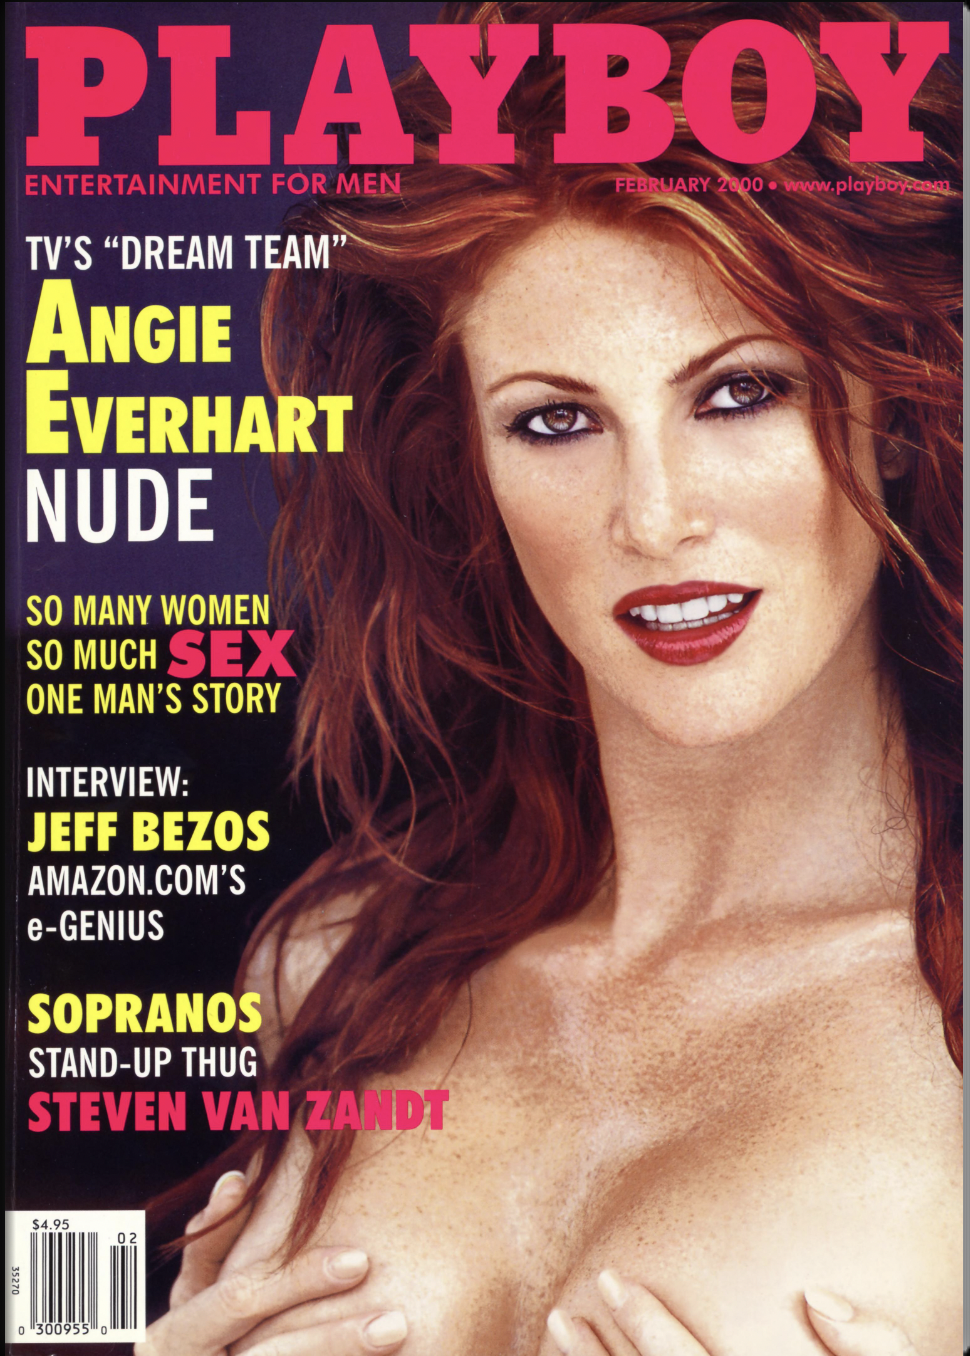 PLAYBOY
ENTERTAINMENT FOR MEN
FEBRUARY 2000 • www.playboy.com
TV'S “DREAM TEAM”
ANGIE
EVERHART
NUDE
SO MANY WOMEN
SO MUCH SEX
ONE MAN'S STORY
INTERVIEW:
JEFF BEZOS
AMAZON.COM'S
e-GENIUS
SOPRANOS
STAND-UP THUG
STEVEN VAN ZANDT
$4.95
02
35270
0 300955 0